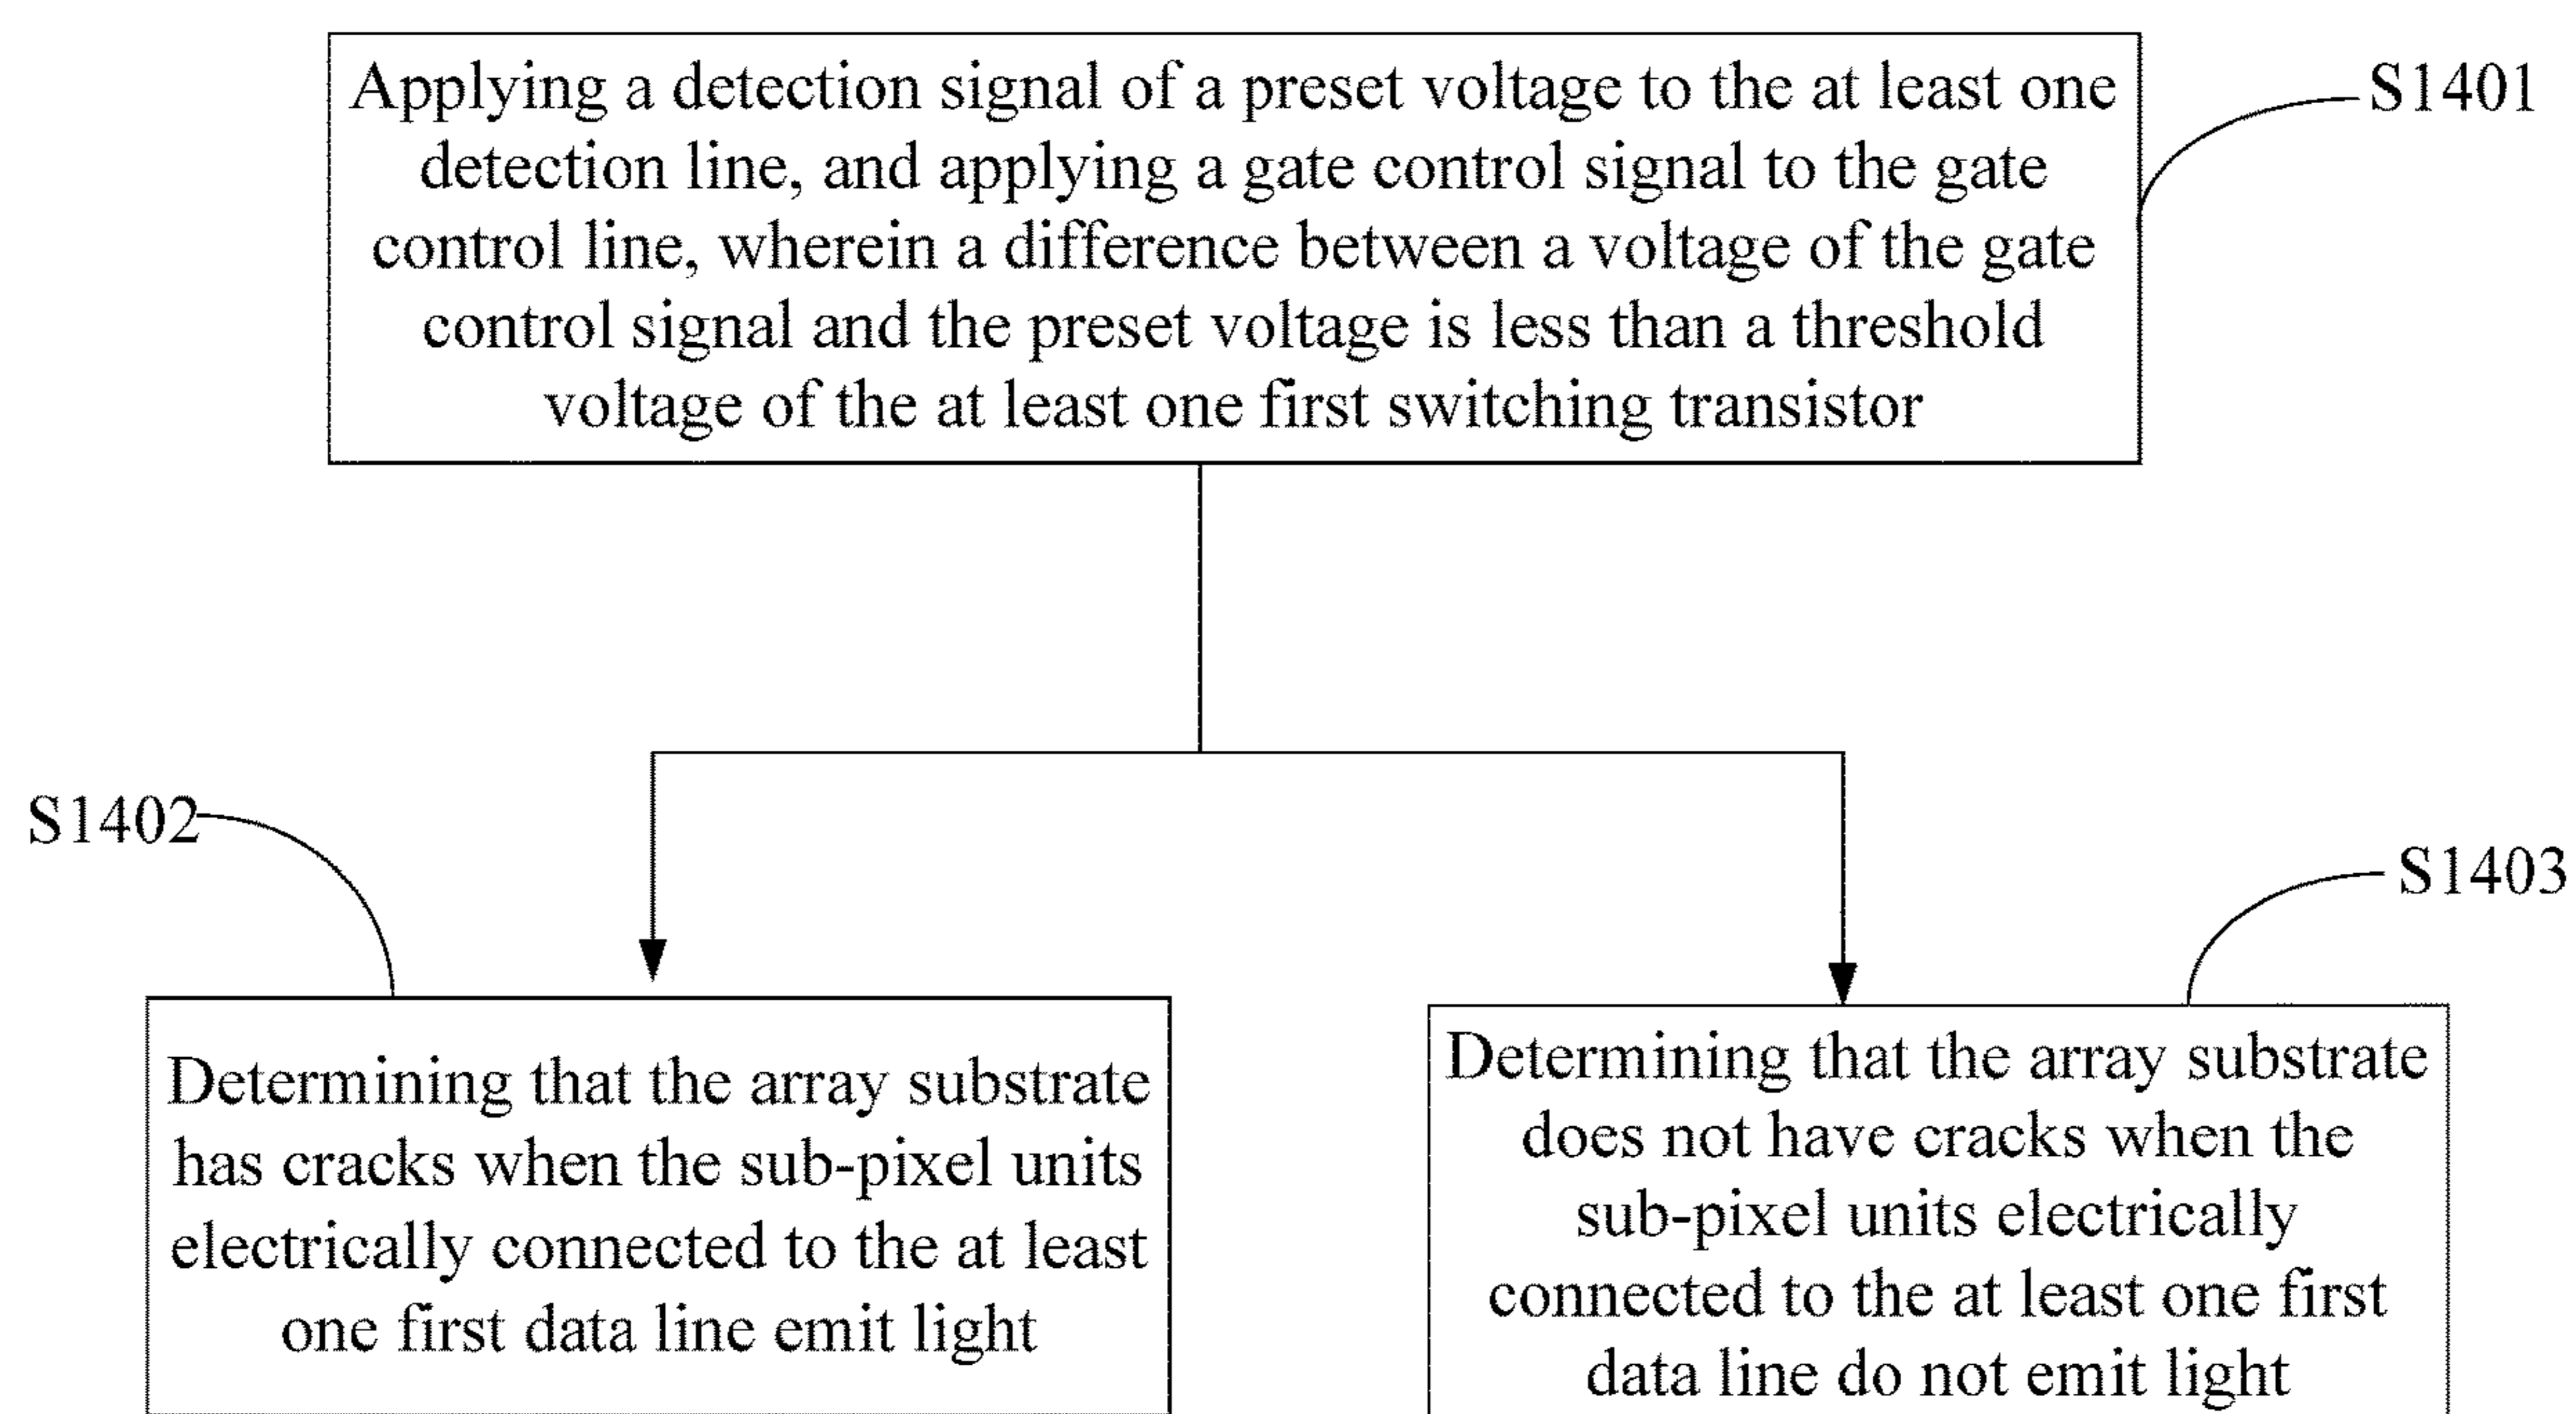 Applying a detection signal of a preset voltage to the at least one
detection line, and applying a gate control signal to the gate
control line, wherein a difference between a voltage of the gate
control signal and the preset voltage is less than a threshold
voltage of the at least one first switching transistor
S1401
S1402
Determining that the array substrate
has cracks when the sub-pixel units
electrically connected to the at least
one first data line emit light
S1403
Determining that the array substrate
does not have cracks when the
sub-pixel units electrically
connected to the at least one first
data line do not emit light